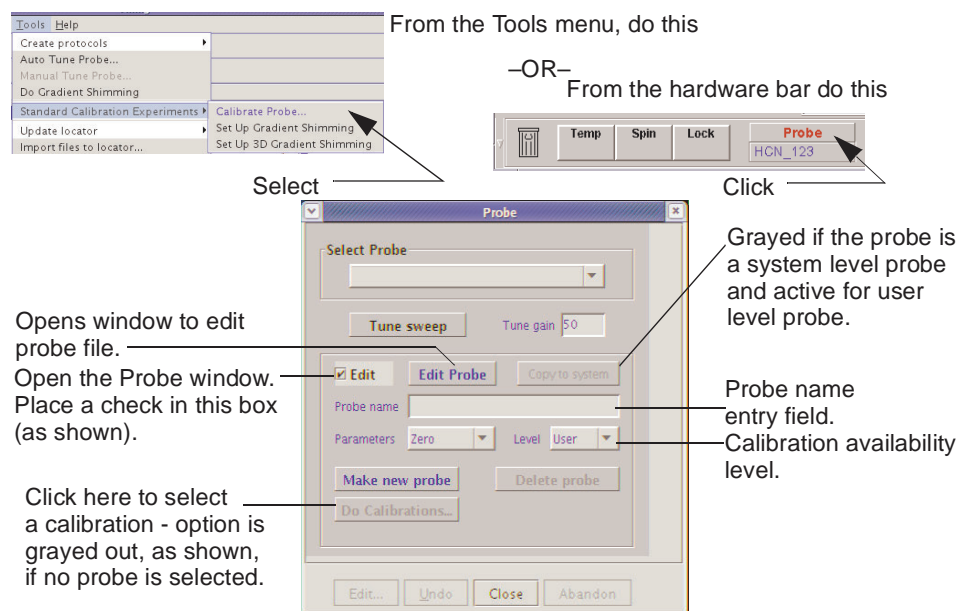 Tools Help
Create protocols
Auto Tune Probe...
Manual Tune Probe...
Do Gradient Shimming
Standard Calibration Experiments
Update locator
Import files to locator...
Calibrate Probe...
Set Up Gradient Shimming
Set Up 3D Gradient Shimming
From the Tools menu, do this
–OR–
From the hardware bar do this
Temp Spin Lock Probe
HCN_123
Select
Click
Probe
Select Probe
Tune sweep Tune gain 50
Edit Edit Probe Copy to system
Probe name
Parameters Zero Level User
Make new probe Delete probe
Do Calibrations...
Edit... Undo Close Abandon
Opens window to edit
probe file.
Open the Probe window.
Place a check in this box
(as shown).
Click here to select
a calibration - option is
grayed out, as shown,
if no probe is selected.
Grayed if the probe is
a system level probe
and active for user
level probe.
Probe name
entry field.
Calibration availability
level.